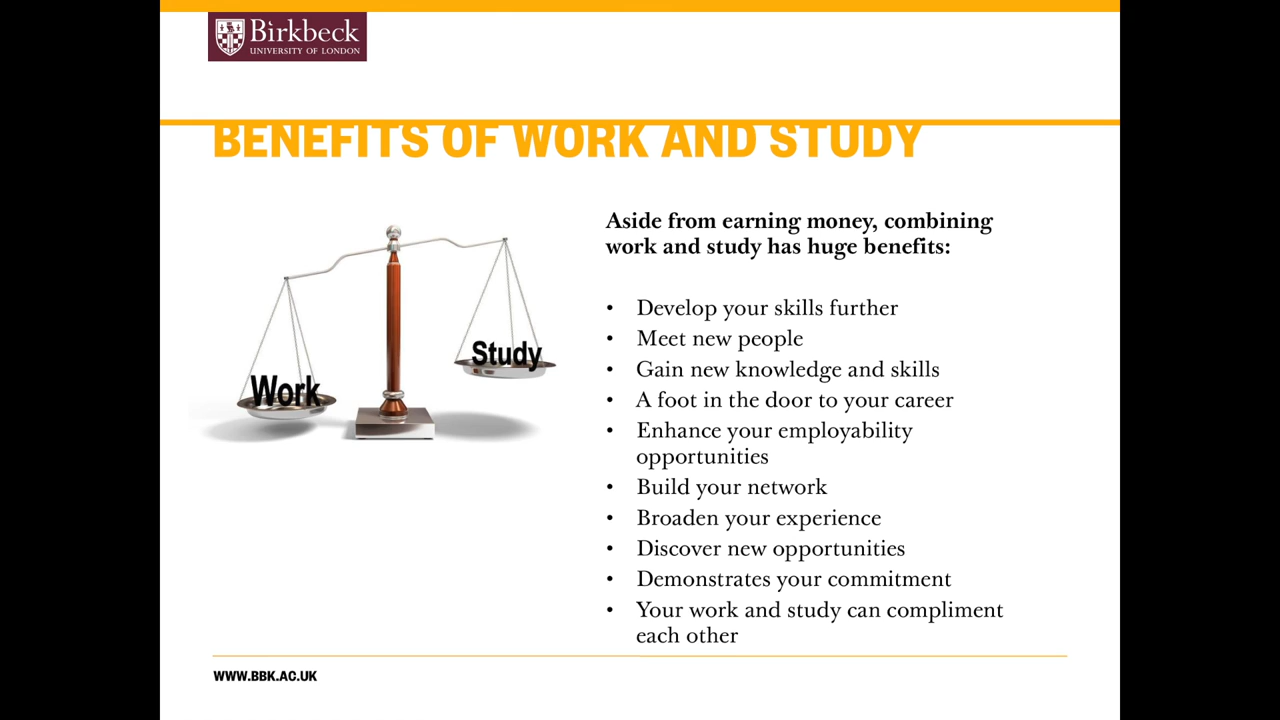 Birkbeck
UNIVERSITY OF LONDON
BENEFITS OF WORK AND STUDY
Work
Study
Aside from earning money, combining
work and study has huge benefits:
• Develop your skills further
• Meet new people
• Gain new knowledge and skills
• A foot in the door to your career
• Enhance your employability
opportunities
• Build your network
• Broaden your experience
• Discover new opportunities
• Demonstrates your commitment
• Your work and study can compliment
each other
WWW.BBK.AC.UK